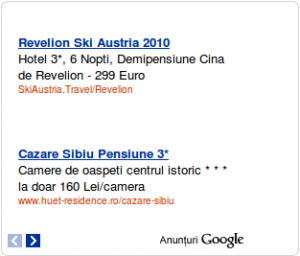 Revelion Ski Austria 2010
Hotel 3*, 6 Nopti, Demipensiune Cina
de Revelion - 299 Euro
SkiAustria.Travel/Revelion
Cazare Sibiu Pensiune 3*
Camere de oaspeti centrul istoric * * *
la doar 160 Lei/camera
www.huet-residence.ro/cazare-sibiu
Anunțuri Google